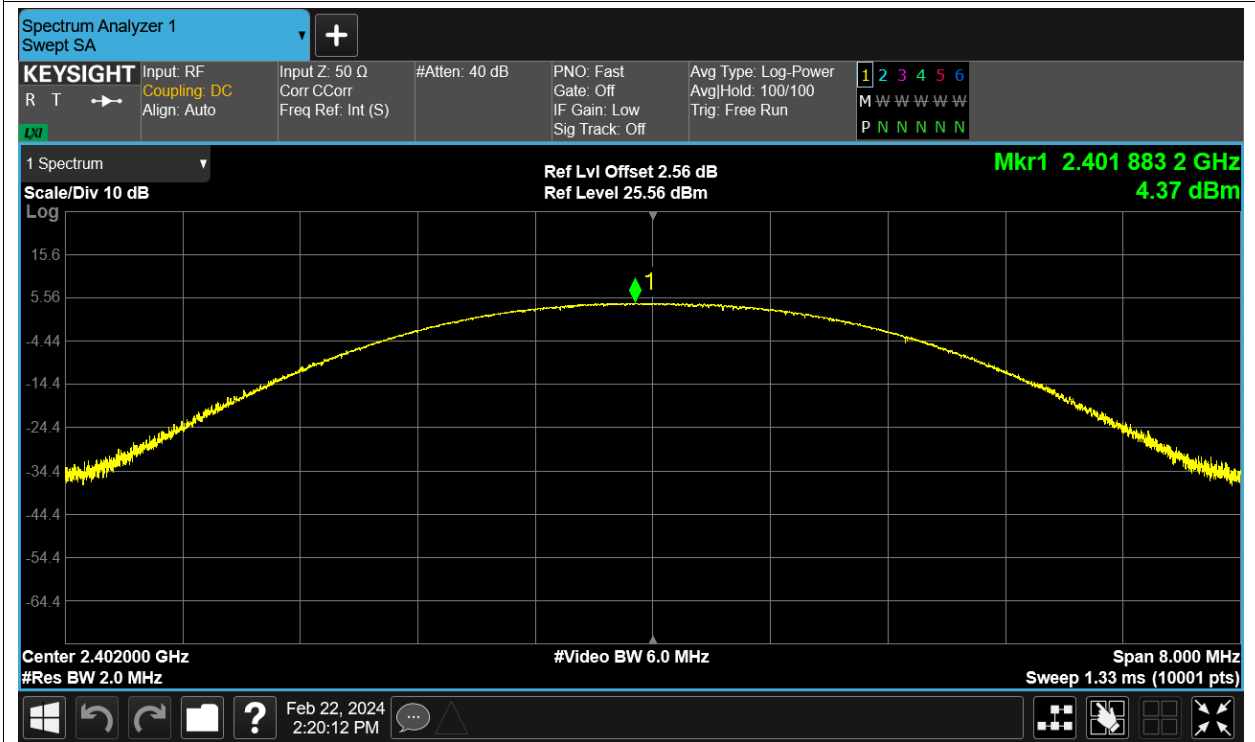 Spectrum Analyzer 1
Swept SA
+
KEYSIGHT
R T
LXI
Input: RF
Coupling: DC
Align: Auto
Input Z: 50 Ω
Corr CCorr
Freq Ref: Int (S)
#Atten: 40 dB
PNO: Fast
Gate: Off
IF Gain: Low
Sig Track: Off
Avg Type: Log-Power
Avg|Hold: 100/100
Trig: Free Run
1 2 3 4 5 6
M W W W W W
P N N N N N
1 Spectrum
Scale/Div 10 dB
Log
Ref Lvl Offset 2.56 dB
Ref Level 25.56 dBm
Mkr1 2.401 883 2 GHz
4.37 dBm
15.6
5.56
-4.44
-14.4
-24.4
-34.4
-44.4
-54.4
-64.4
1
Center 2.402000 GHz
#Res BW 2.0 MHz
#Video BW 6.0 MHz
Span 8.000 MHz
Sweep 1.33 ms (10001 pts)
?
Feb 22, 2024
2:20:12 PM